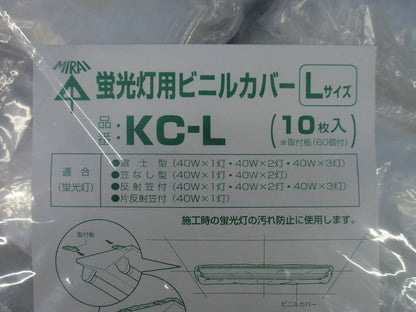 MIRAI
蛍光灯用ビニルカバー Lサイズ
品番: KC-L (10枚入)
※取付板(60個付)
適合(蛍光灯)
●富士型(40W×1灯・40W×2灯・40W×3灯)
●笠なし型(40W×1灯・40W×2灯)
●反射笠付(40W×1灯・40W×2灯・40W×3灯)
●片反射笠付(40W×1灯)
施工時の蛍光灯の汚れ防止に使用します。
取付板
ビニルカバー